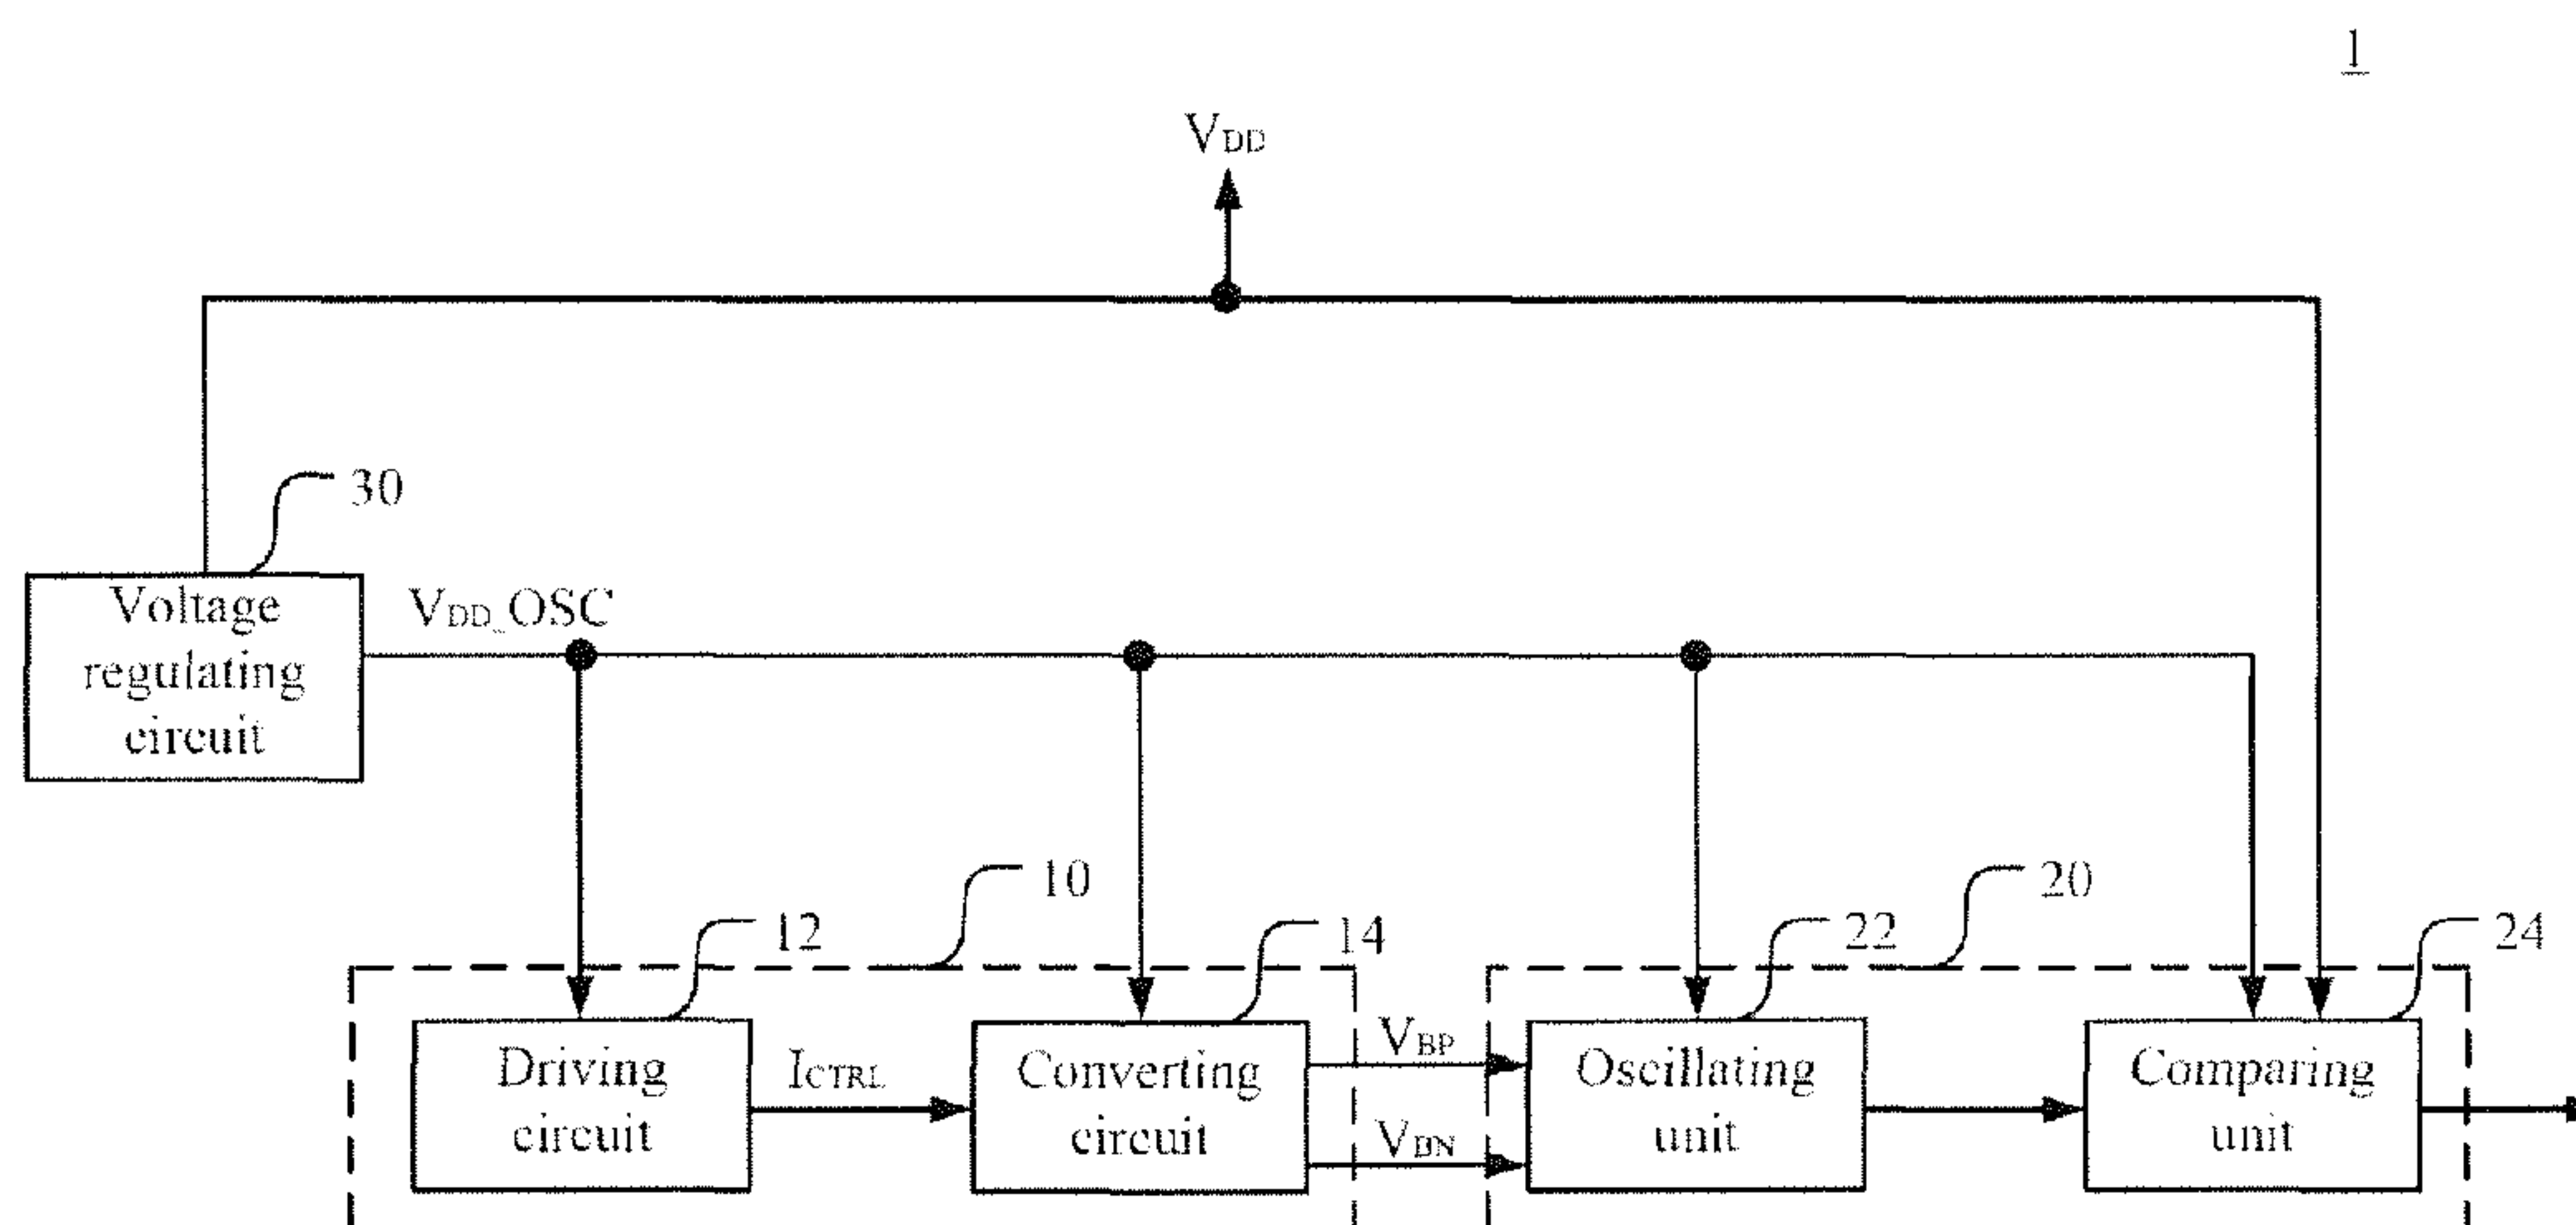 1
VDD
30
Voltage
regulating
circuit
VDD_OSC
10
20
12
14
22
24
Driving
circuit
ICTRL
Converting
circuit
VBP
VBN
Oscillating
unit
Comparing
unit